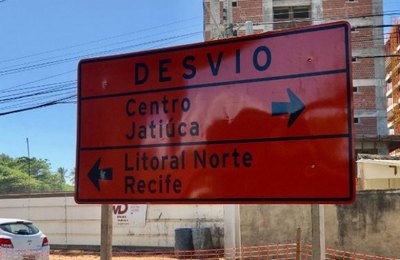 DESVIO
Centro
Jatiúca
Litoral Norte
Recife